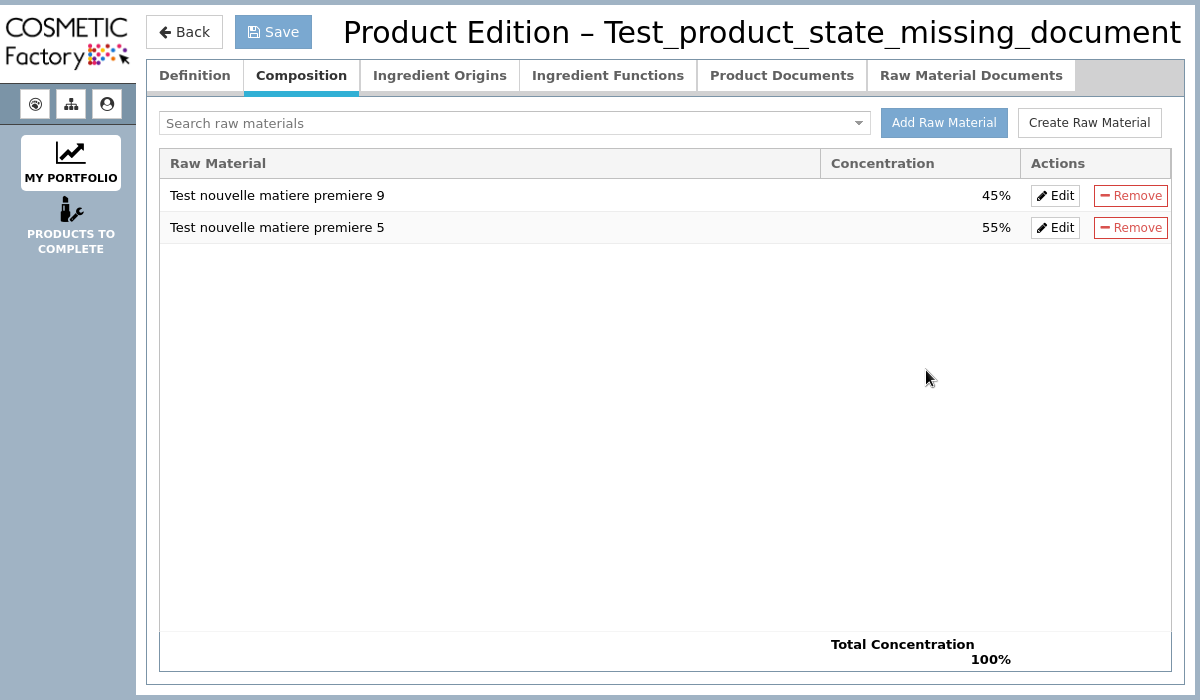 COSMETIC
Factory
Back
Save
Product Edition – Test_product_state_missing_document
Definition
Composition
Ingredient Origins
Ingredient Functions
Product Documents
Raw Material Documents
MY PORTFOLIO
PRODUCTS TO
COMPLETE
Search raw materials
Add Raw Material
Create Raw Material
Raw Material Concentration Actions
Test nouvelle matiere premiere 9 45% Edit Remove
Test nouvelle matiere premiere 5 55% Edit Remove
Total Concentration
100%